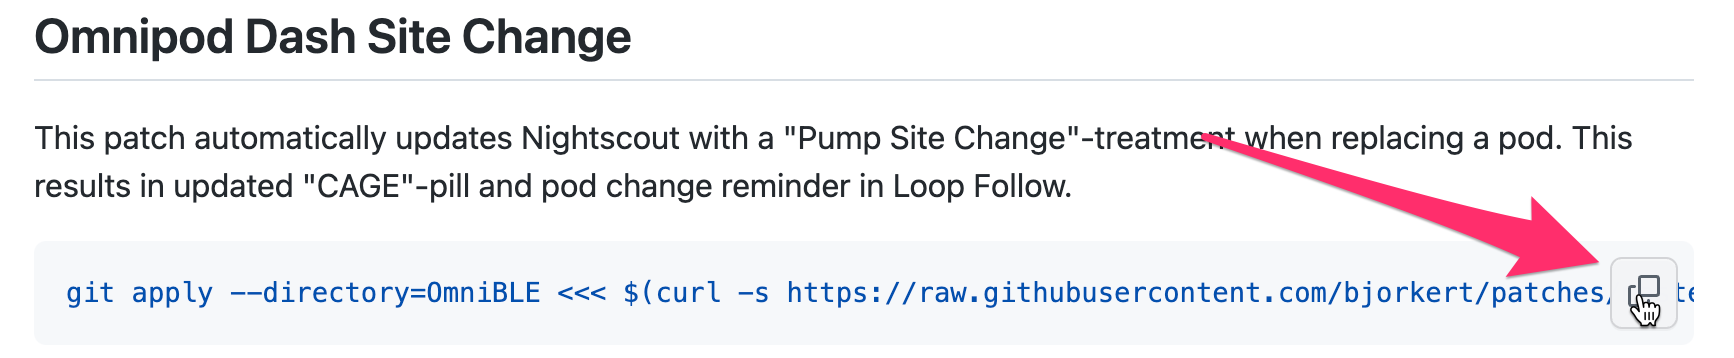 Omnipod Dash Site Change
This patch automatically updates Nightscout with a "Pump Site Change"-treatment when replacing a pod. This
results in updated "CAGE"-pill and pod change reminder in Loop Follow.
git apply --directory=OmniBLE <<< $(curl -s https://raw.githubusercontent.com/bjorkert/patches/